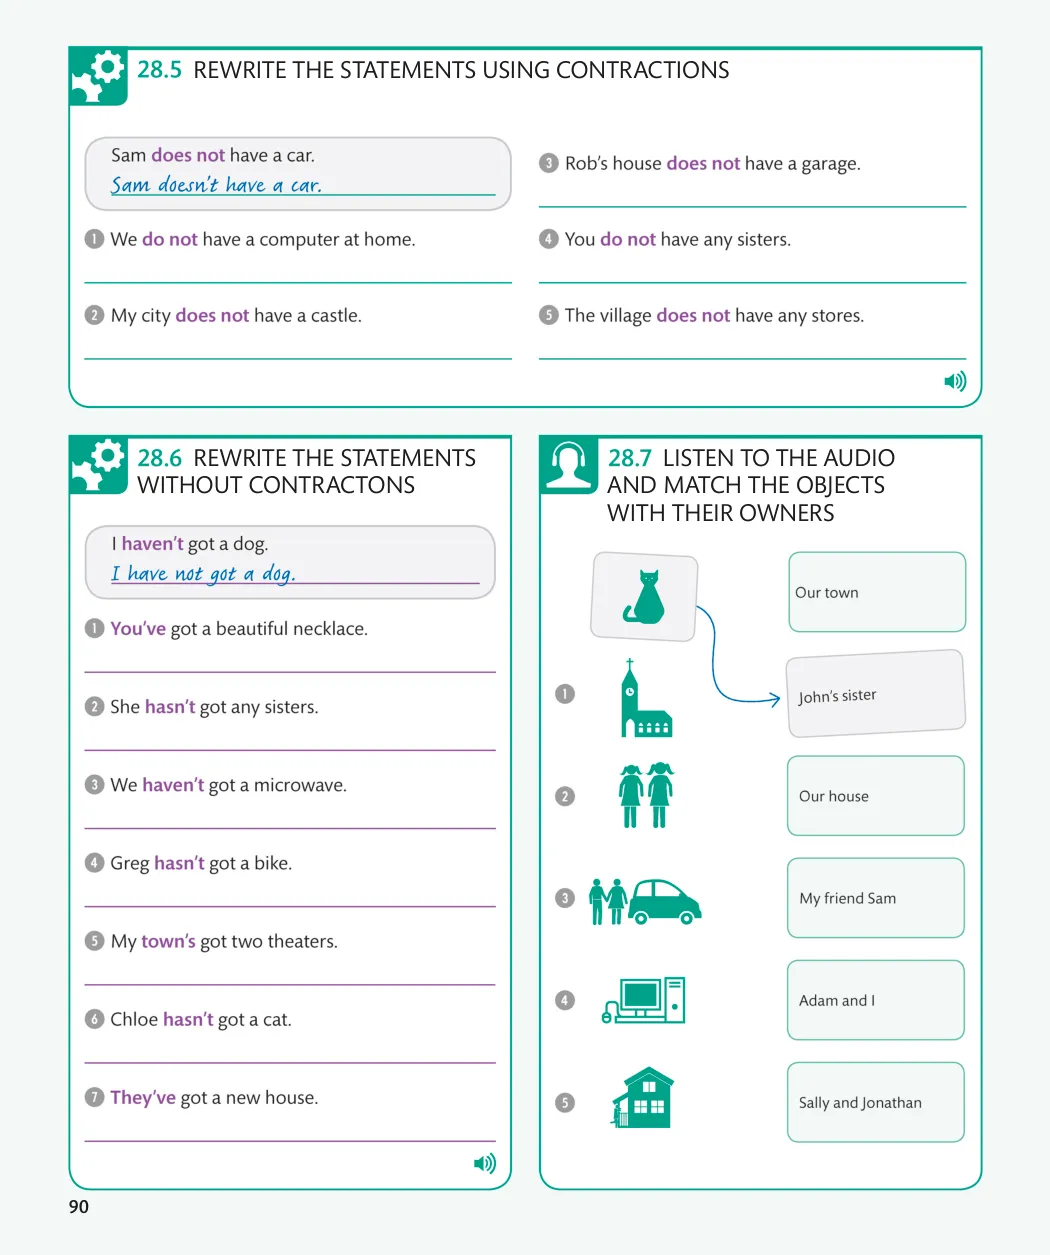 28.5 REWRITE THE STATEMENTS USING CONTRACTIONS
Sam does not have a car.
Sam doesn't have a car.
1 We do not have a computer at home.
2 My city does not have a castle.
3 Rob's house does not have a garage.
4 You do not have any sisters.
5 The village does not have any stores.
28.6 REWRITE THE STATEMENTS
WITHOUT CONTRACTONS
I haven't got a dog.
I have not got a dog.
1 You've got a beautiful necklace.
2 She hasn't got any sisters.
3 We haven't got a microwave.
4 Greg hasn't got a bike.
5 My town's got two theaters.
6 Chloe hasn't got a cat.
7 They've got a new house.
28.7 LISTEN TO THE AUDIO
AND MATCH THE OBJECTS
WITH THEIR OWNERS
Our town
1
John's sister
2
Our house
3
My friend Sam
4
Adam and I
5
Sally and Jonathan
90